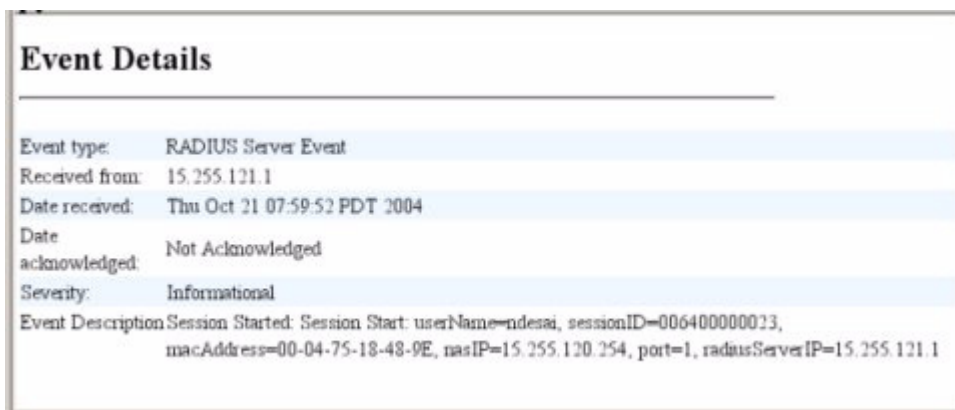 Event Details
Event type: RADIUS Server Event
Received from: 15.255.121.1
Date received: Thu Oct 21 07:59:52 PDT 2004
Date acknowledged: Not Acknowledged
Severity: Informational
Event Description Session Started: Session Start: userName=ndesai, sessionID=006400000023,
macAddress=00-04-75-18-48-9E, nasIP=15.255.120.254, port=1, radiusServerIP=15.255.121.1